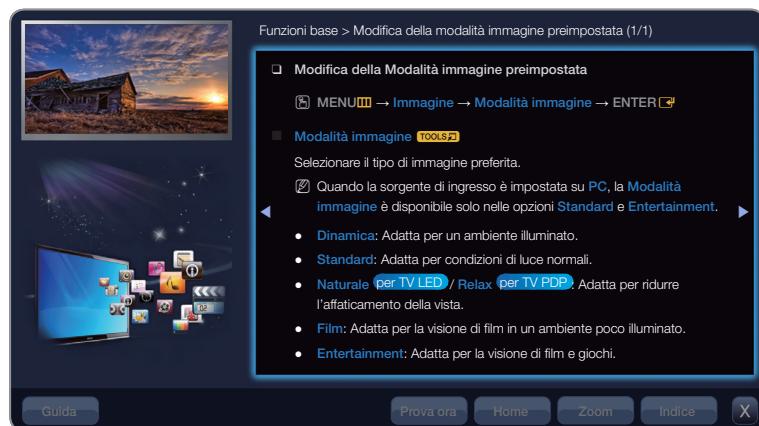 Funzioni base > Modifica della modalità immagine preimpostata (1/1)
❏ Modifica della Modalità immagine preimpostata
MENU → Immagine → Modalità immagine → ENTER
■ Modalità immagine TOOLS
Selezionare il tipo di immagine preferita.
Quando la sorgente di ingresso è impostata su PC, la Modalità
immagine è disponibile solo nelle opzioni Standard e Entertainment.
● Dinamica: Adatta per un ambiente illuminato.
● Standard: Adatta per condizioni di luce normali.
● Naturale per TV LED / Relax per TV PDP : Adatta per ridurre
l'affaticamento della vista.
● Film: Adatta per la visione di film in un ambiente poco illuminato.
● Entertainment: Adatta per la visione di film e giochi.
Guida
Prova ora
Home
Zoom
Indice
X